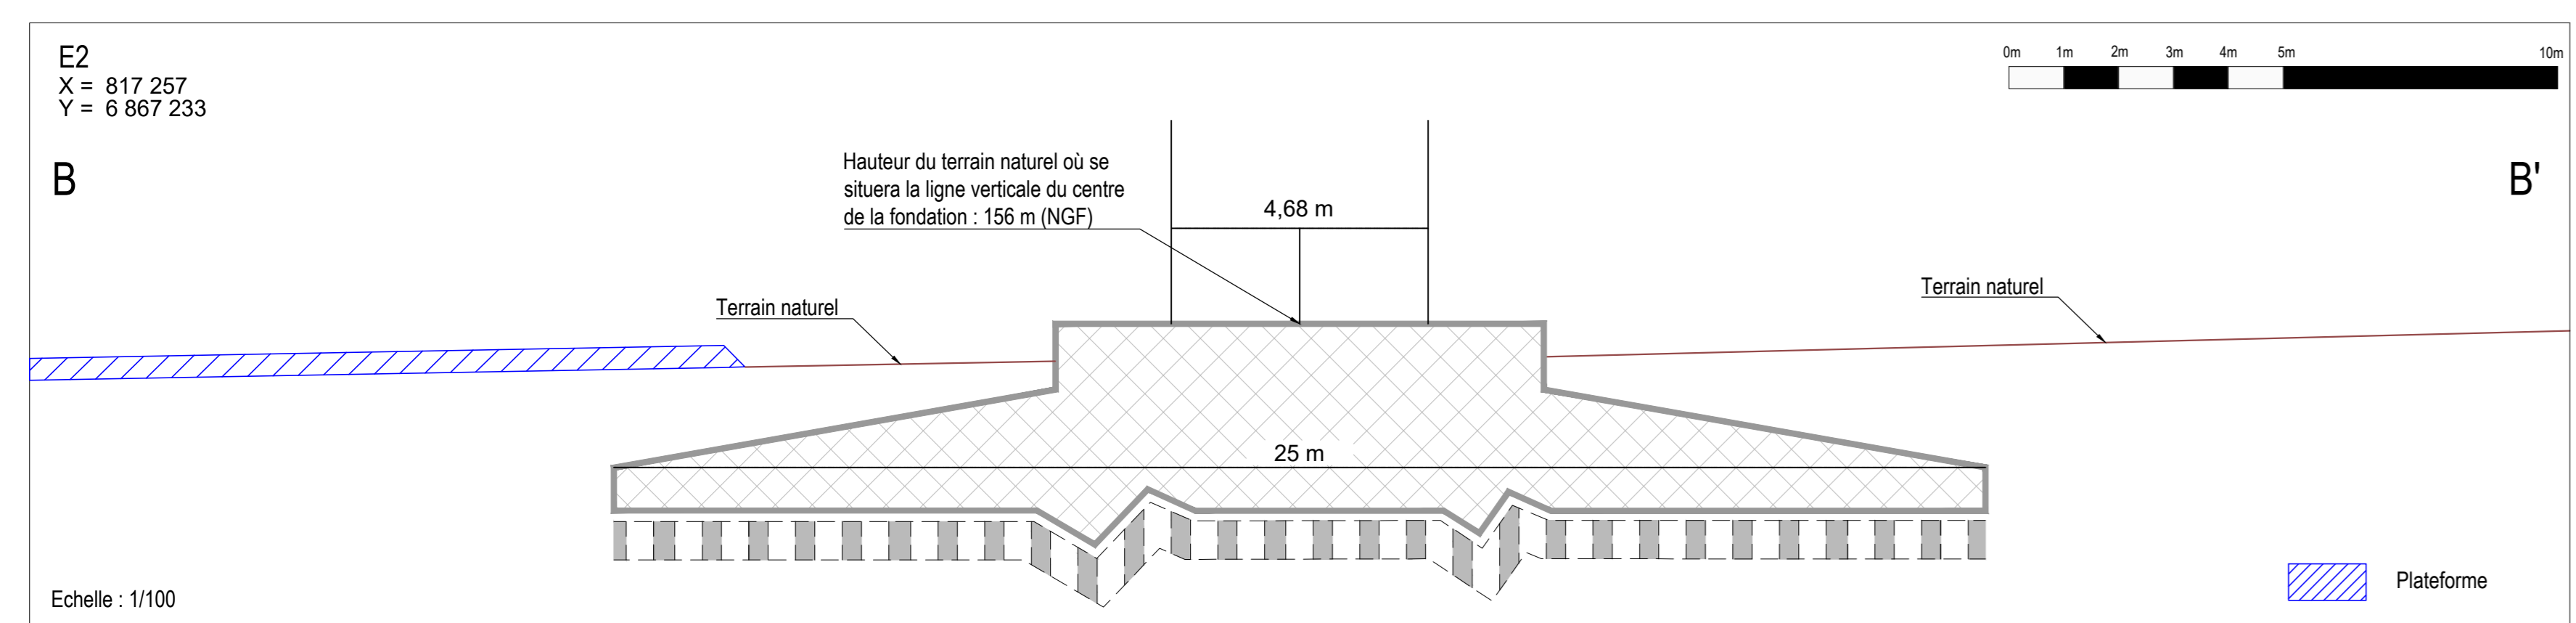 E2
X = 817 257
Y = 6 867 233
0m 1m 2m 3m 4m 5m 10m
B
B'
Hauteur du terrain naturel où se
situera la ligne verticale du centre
de la fondation : 156 m (NGF)
4,68 m
Terrain naturel
Terrain naturel
25 m
Echelle : 1/100
Plateforme